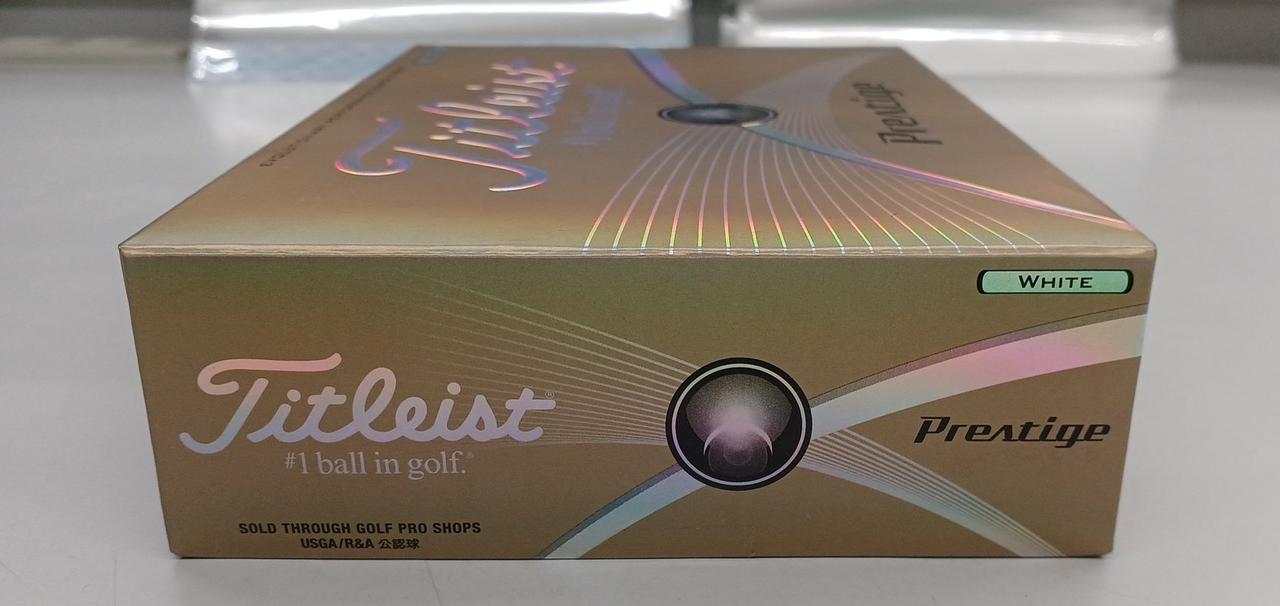 Titleist
Prestige
WHITE
Titleist®
#1 ball in golf.®
Prestige
SOLD THROUGH GOLF PRO SHOPS
USGA/R&A 公認球